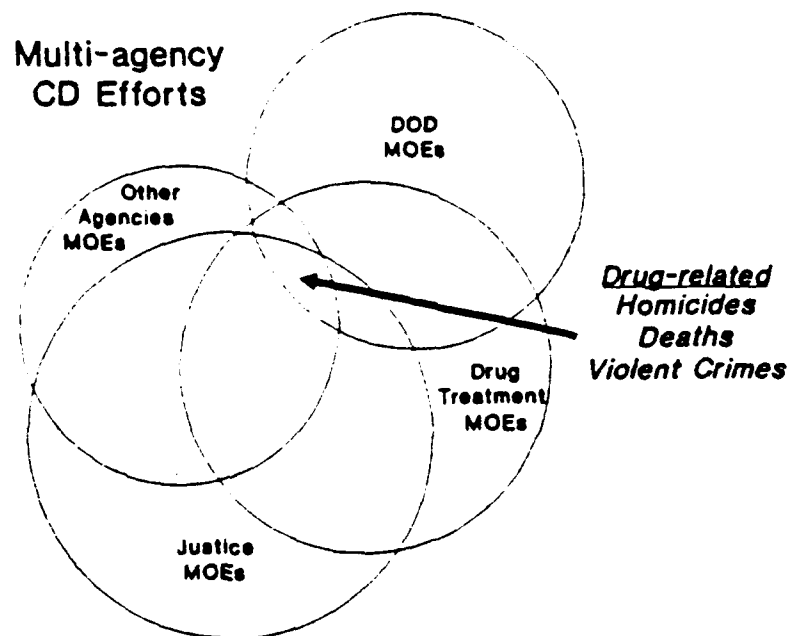 Multi-agency
CD Efforts
DOD
MOEs
Other
Agencies
MOEs
Drug-related
Homicides
Deaths
Violent Crimes
Drug
Treatment
MOEs
Justice
MOEs